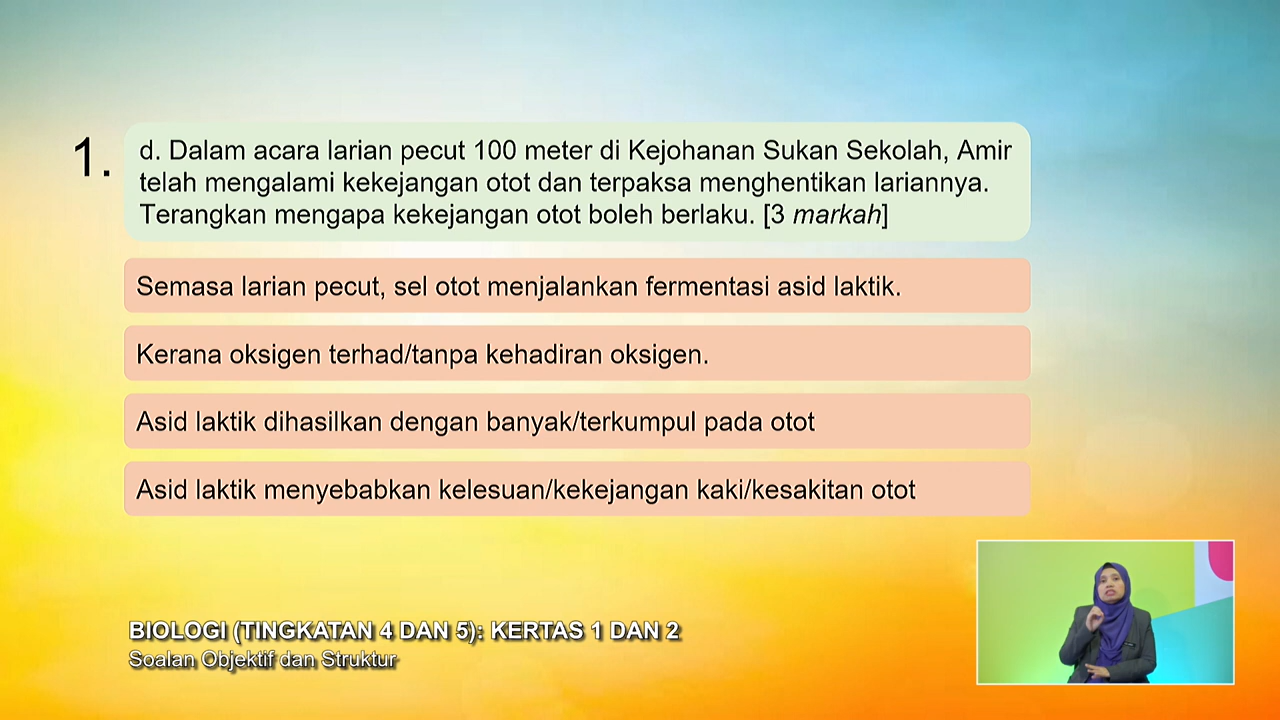 1.
d. Dalam acara larian pecut 100 meter di Kejohanan Sukan Sekolah, Amir
telah mengalami kekejangan otot dan terpaksa menghentikan lariannya.
Terangkan mengapa kekejangan otot boleh berlaku. [3 markah]
Semasa larian pecut, sel otot menjalankan fermentasi asid laktik.
Kerana oksigen terhad/tanpa kehadiran oksigen.
Asid laktik dihasilkan dengan banyak/terkumpul pada otot
Asid laktik menyebabkan kelesuan/kekejangan kaki/kesakitan otot
BIOLOGI (TINGKATAN 4 DAN 5): KERTAS 1 DAN 2
Soalan Objektif dan Struktur